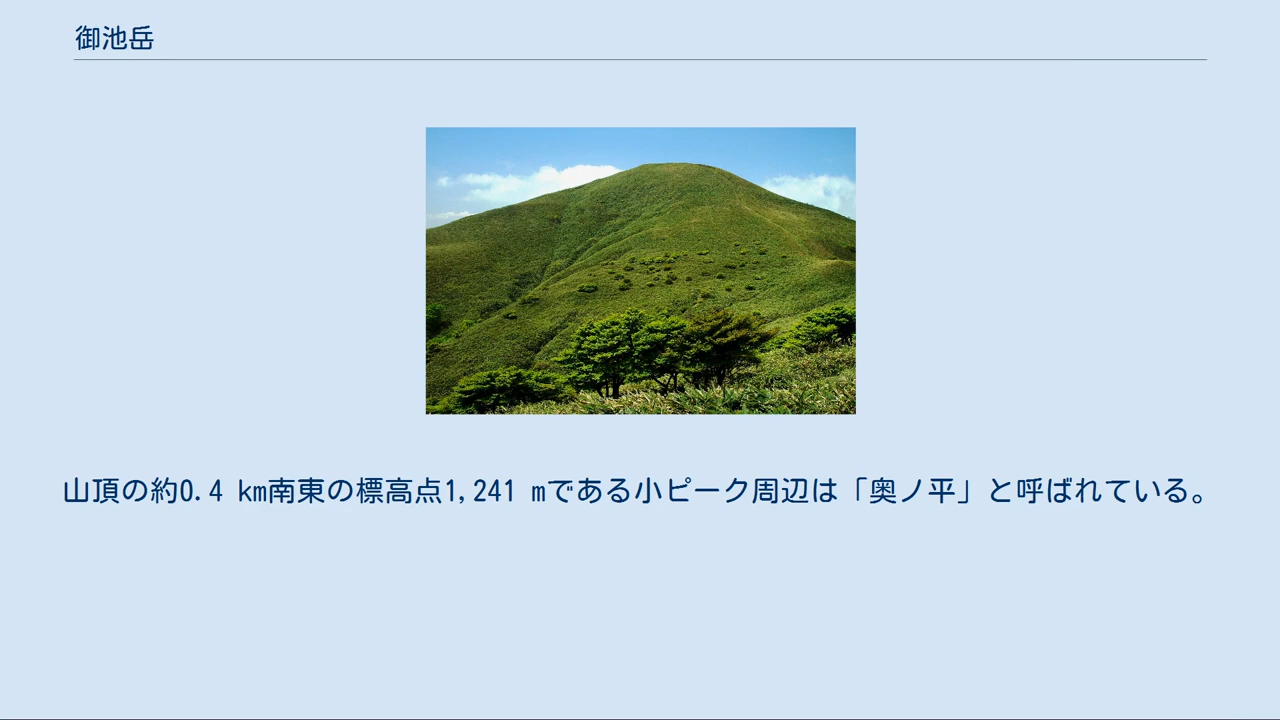 御池岳
山頂の約0.4 km南東の標高点1,241 mである小ピーク周辺は「奥ノ平」と呼ばれている。